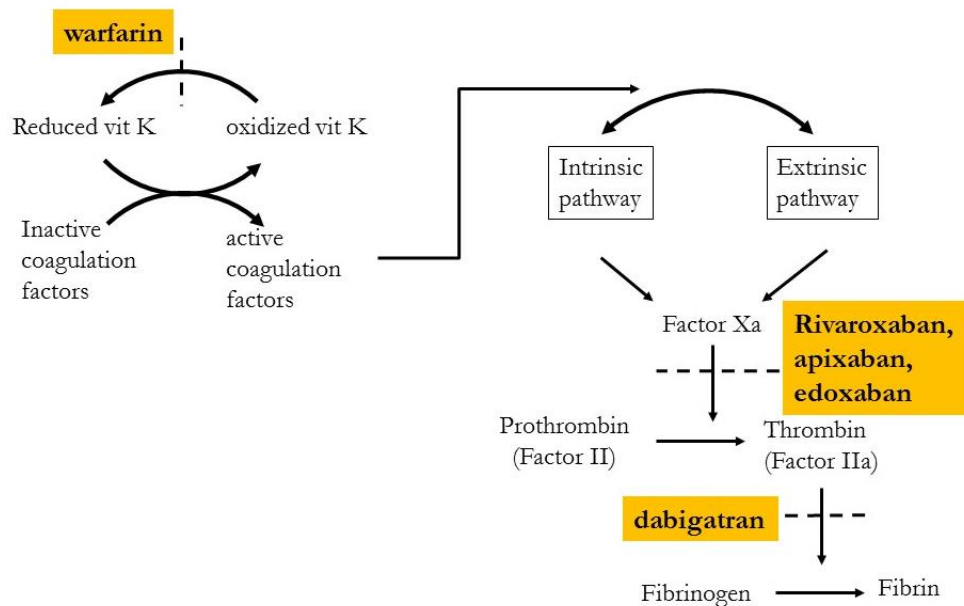 warfarin
Reduced vit K
oxidized vit K
Inactive
coagulation
factors
active
coagulation
factors
Intrinsic
pathway
Extrinsic
pathway
Factor Xa
Rivaroxaban,
apixaban,
edoxaban
Prothrombin
(Factor II)
Thrombin
(Factor IIa)
dabigatran
Fibrinogen
Fibrin